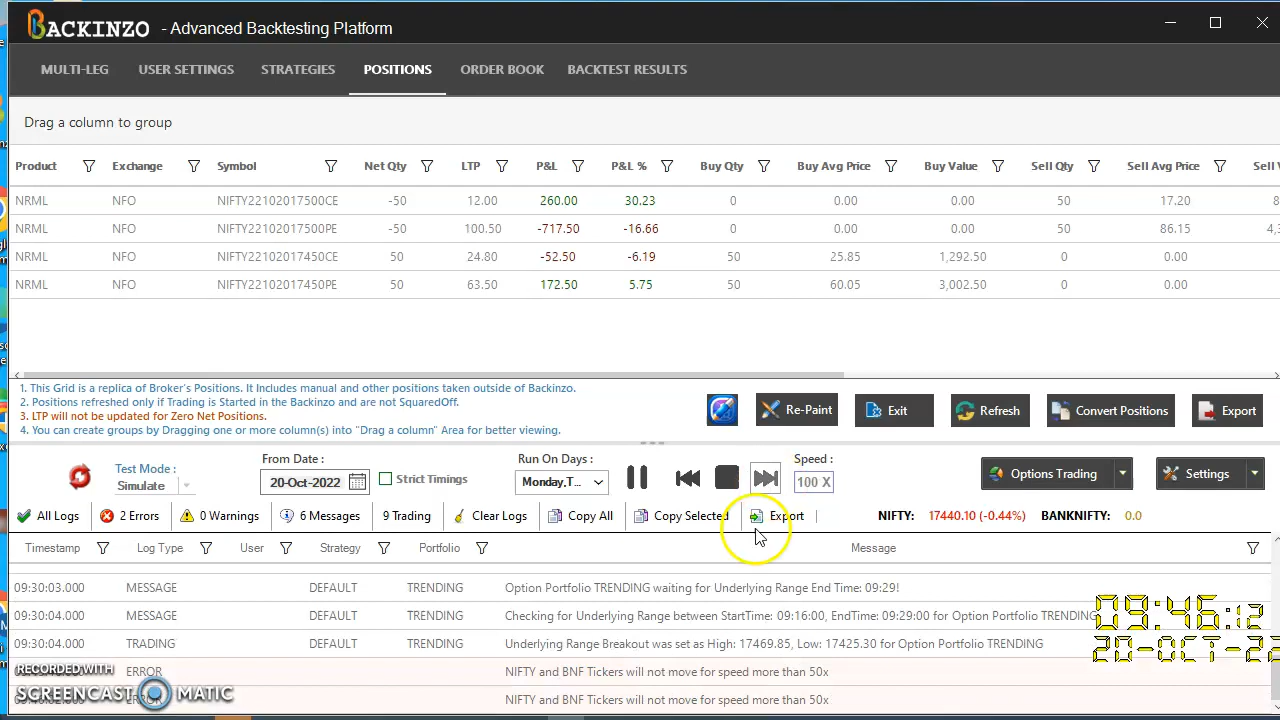 BACKINZO - Advanced Backtesting Platform
MULTI-LEG USER SETTINGS STRATEGIES POSITIONS ORDER BOOK BACKTEST RESULTS
Drag a column to group
Product Exchange Symbol Net Qty LTP P&L P&L % Buy Qty Buy Avg Price Buy Value Sell Qty Sell Avg Price Sell V
NRML NFO NIFTY22102017500CE -50 12.00 260.00 30.23 0 0.00 0.00 50 17.20 8
NRML NFO NIFTY22102017500PE -50 100.50 -717.50 -16.66 0 0.00 0.00 50 86.15 4,3
NRML NFO NIFTY22102017450CE 50 24.80 -52.50 -6.19 50 25.85 1,292.50 0 0.00
NRML NFO NIFTY22102017450PE 50 63.50 172.50 5.75 50 60.05 3,002.50 0 0.00
1. This Grid is a replica of Broker's Positions. It Includes manual and other positions taken outside of Backinzo.
2. Positions refreshed only if Trading is Started in the Backinzo and are not SquaredOff.
3. LTP will not be updated for Zero Net Positions.
4. You can create groups by Dragging one or more column(s) into "Drag a column" Area for better viewing.
Re-Paint Exit Refresh Convert Positions Export
Test Mode : From Date : Run On Days : Speed :
Simulate 20-Oct-2022 Strict Timings Monday,T... 100 X Options Trading Settings
All Logs 2 Errors 0 Warnings 6 Messages 9 Trading Clear Logs Copy All Copy Selected Export NIFTY: 17440.10 (-0.44%) BANKNIFTY: 0.0
Timestamp Log Type User Strategy Portfolio Message
09:30:03.000 MESSAGE DEFAULT TRENDING Option Portfolio TRENDING waiting for Underlying Range End Time: 09:29!
09:30:04.000 MESSAGE DEFAULT TRENDING Checking for Underlying Range between StartTime: 09:16:00, EndTime: 09:29:00 for Option Portfolio TRENDING
09:30:04.000 TRADING DEFAULT TRENDING Underlying Range Breakout was set as High: 17469.85, Low: 17425.30 for Option Portfolio TRENDING
ERROR NIFTY and BNF Tickers will not move for speed more than 50x
NIFTY and BNF Tickers will not move for speed more than 50x
09:46:12
20-OCT-22
RECORDED WITH
SCREENCAST MATIC